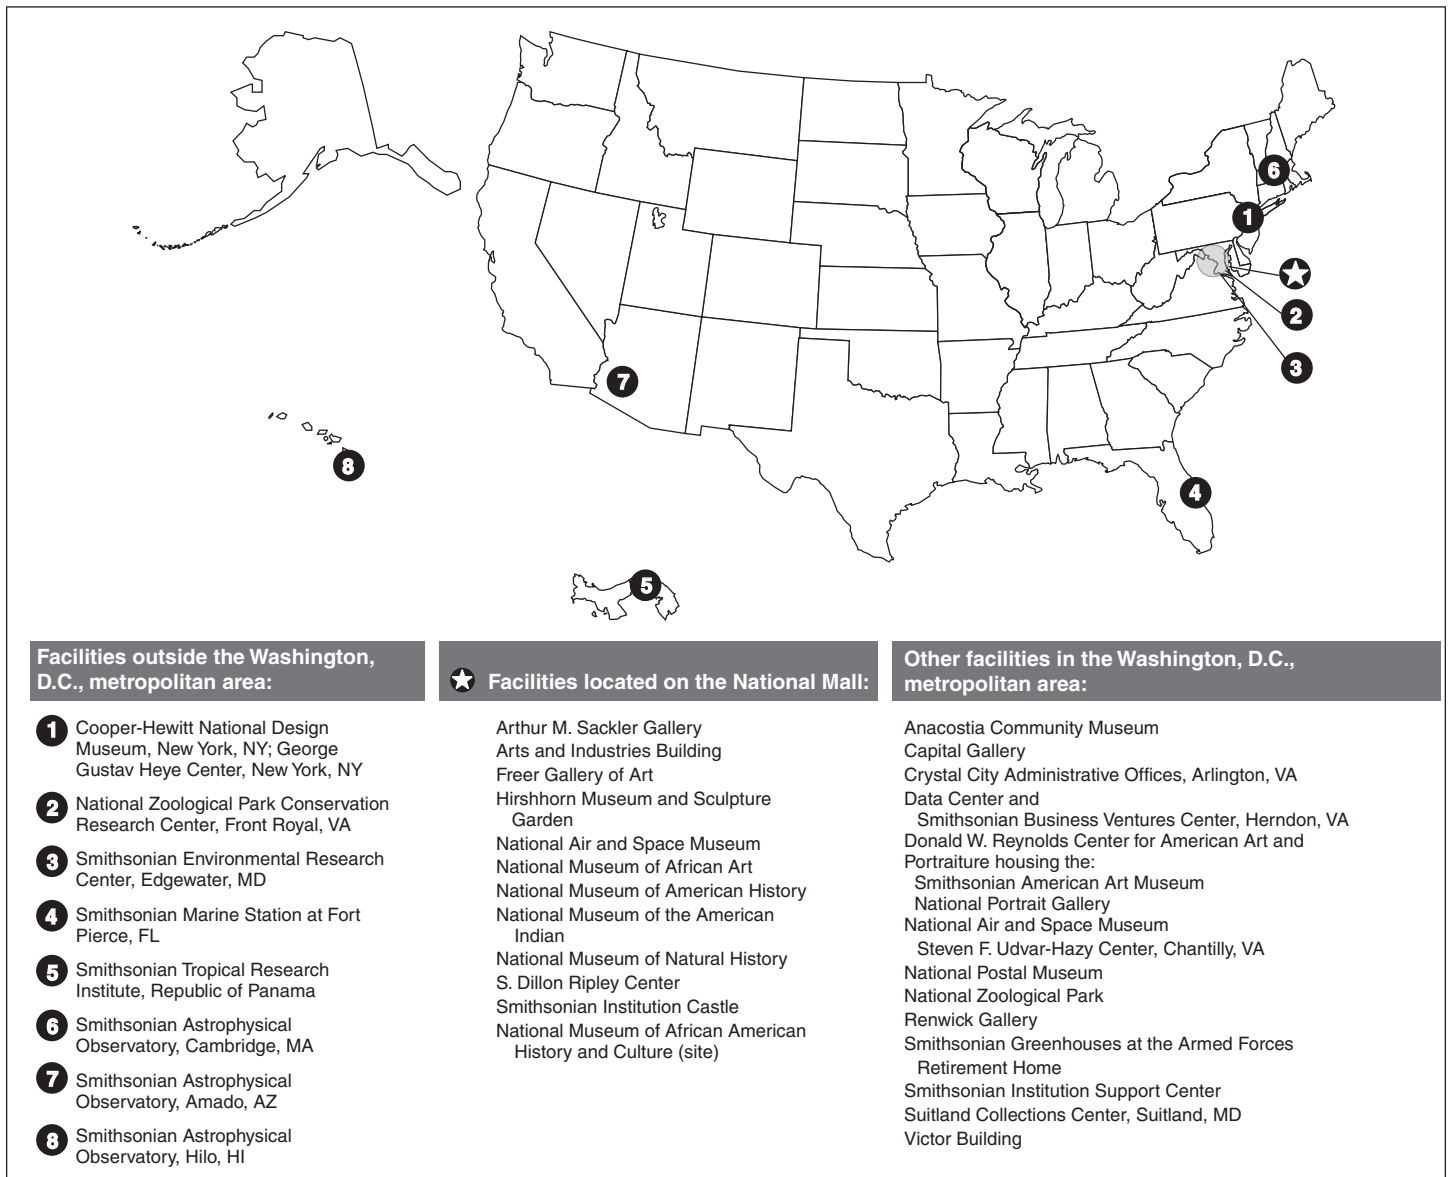 6
1
2
3
7
8
4
5
Facilities outside the Washington,
D.C., metropolitan area:
1 Cooper-Hewitt National Design
Museum, New York, NY; George
Gustav Heye Center, New York, NY
2 National Zoological Park Conservation
Research Center, Front Royal, VA
3 Smithsonian Environmental Research
Center, Edgewater, MD
4 Smithsonian Marine Station at Fort
Pierce, FL
5 Smithsonian Tropical Research
Institute, Republic of Panama
6 Smithsonian Astrophysical
Observatory, Cambridge, MA
7 Smithsonian Astrophysical
Observatory, Amado, AZ
8 Smithsonian Astrophysical
Observatory, Hilo, HI
Facilities located on the National Mall:
Arthur M. Sackler Gallery
Arts and Industries Building
Freer Gallery of Art
Hirshhorn Museum and Sculpture
Garden
National Air and Space Museum
National Museum of African Art
National Museum of American History
National Museum of the American
Indian
National Museum of Natural History
S. Dillon Ripley Center
Smithsonian Institution Castle
National Museum of African American
History and Culture (site)
Other facilities in the Washington, D.C.,
metropolitan area:
Anacostia Community Museum
Capital Gallery
Crystal City Administrative Offices, Arlington, VA
Data Center and
Smithsonian Business Ventures Center, Herndon, VA
Donald W. Reynolds Center for American Art and
Portraiture housing the:
Smithsonian American Art Museum
National Portrait Gallery
National Air and Space Museum
Steven F. Udvar-Hazy Center, Chantilly, VA
National Postal Museum
National Zoological Park
Renwick Gallery
Smithsonian Greenhouses at the Armed Forces
Retirement Home
Smithsonian Institution Support Center
Suitland Collections Center, Suitland, MD
Victor Building